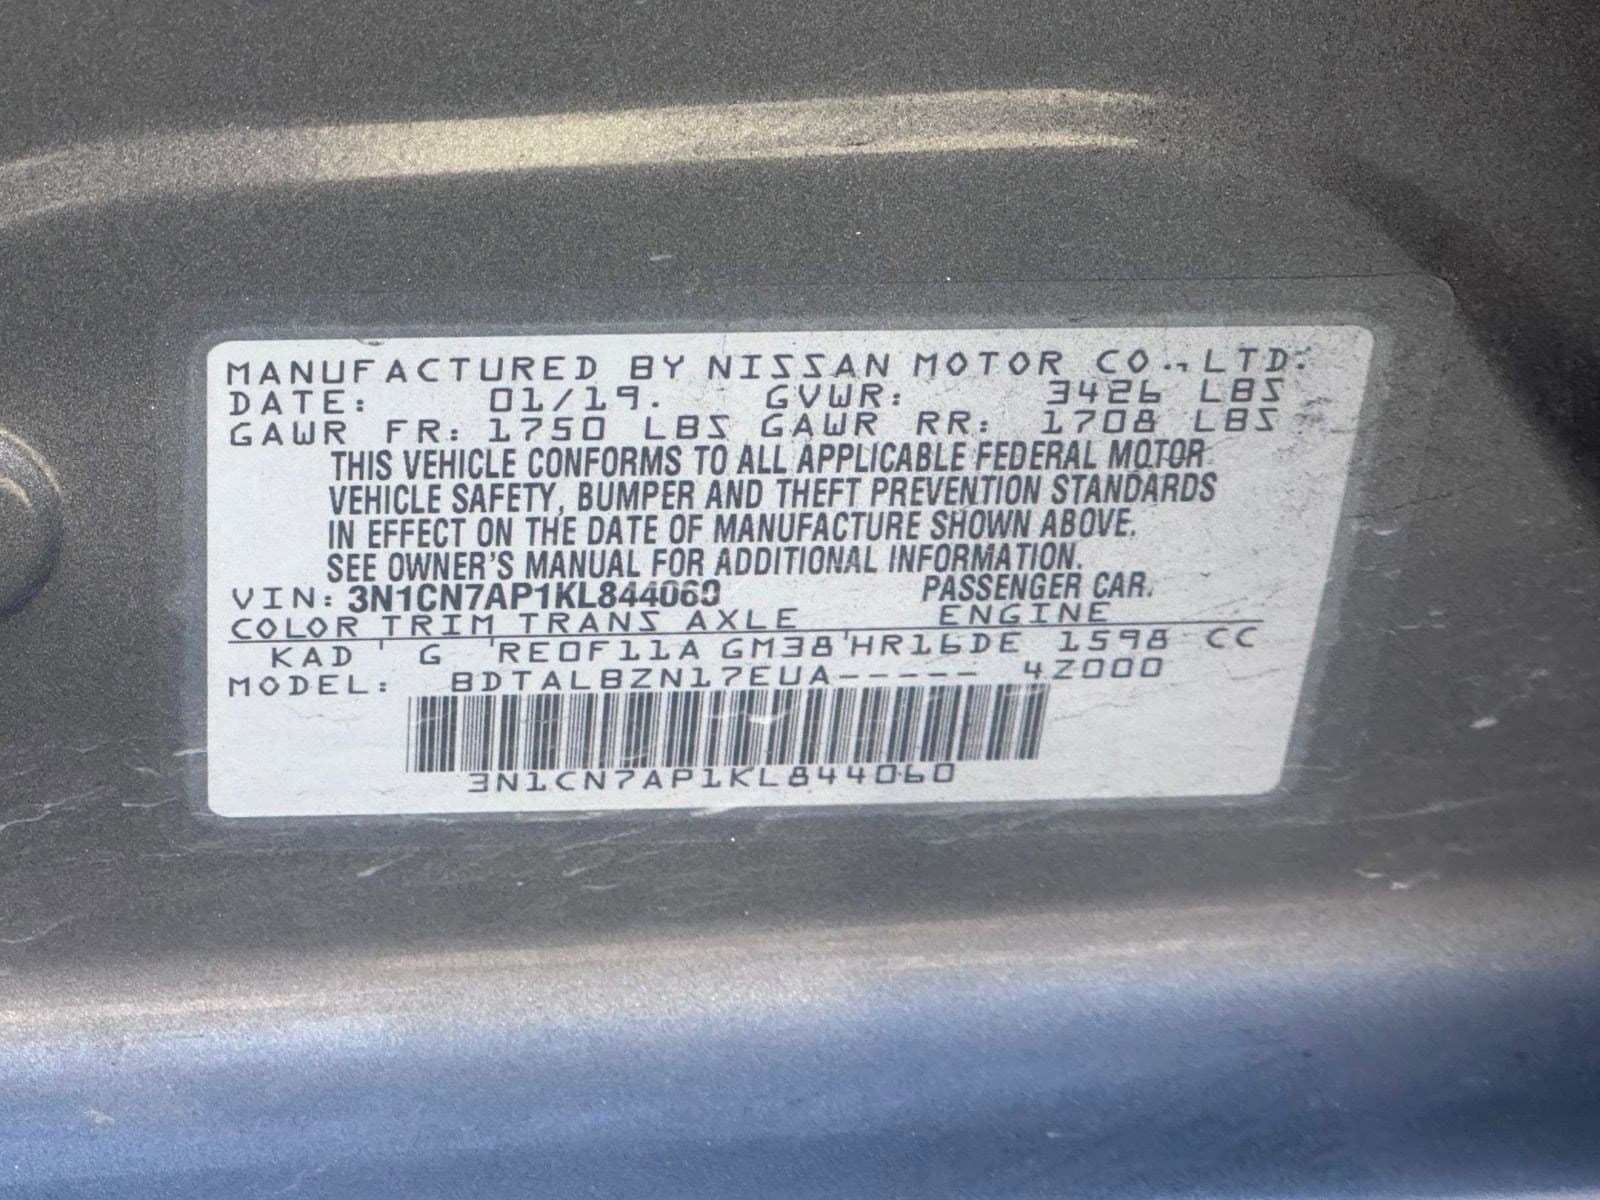 MANUFACTURED BY NISSAN MOTOR CO., LTD.
DATE: 01/19. GVWR: 3426 LBS
GAWR FR: 1750 LBS GAWR RR: 1708 LBS
THIS VEHICLE CONFORMS TO ALL APPLICABLE FEDERAL MOTOR
VEHICLE SAFETY, BUMPER AND THEFT PREVENTION STANDARDS
IN EFFECT ON THE DATE OF MANUFACTURE SHOWN ABOVE.
SEE OWNER'S MANUAL FOR ADDITIONAL INFORMATION.
VIN: 3N1CN7AP1KL844060 PASSENGER CAR.
COLOR TRIM TRANS AXLE ENGINE
KAD G RE0F11A GM38 HR16DE 1598 CC
MODEL: BDTALBZN17EUA----- 4Z000
3N1CN7AP1KL844060